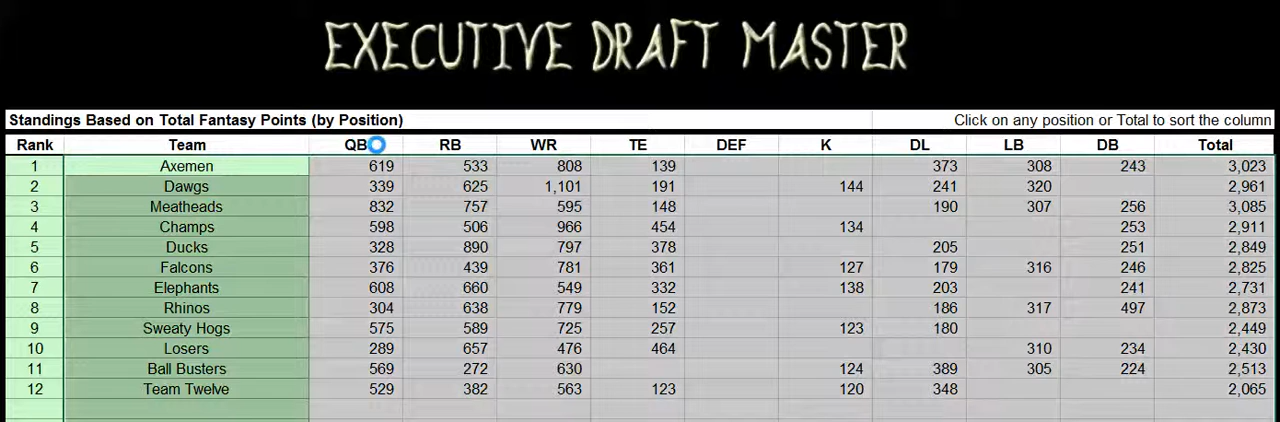 EXECUTIVE DRAFT MASTER
Standings Based on Total Fantasy Points (by Position) Click on any position or Total to sort the column
Rank Team QB RB WR TE DEF K DL LB DB Total
1 Axemen 619 533 808 139 373 308 243 3,023
2 Dawgs 339 625 1,101 191 144 241 320 2,961
3 Meatheads 832 757 595 148 190 307 256 3,085
4 Champs 598 506 966 454 134 253 2,911
5 Ducks 328 890 797 378 205 251 2,849
6 Falcons 376 439 781 361 127 179 316 246 2,825
7 Elephants 608 660 549 332 138 203 241 2,731
8 Rhinos 304 638 779 152 186 317 497 2,873
9 Sweaty Hogs 575 589 725 257 123 180 2,449
10 Losers 289 657 476 464 310 234 2,430
11 Ball Busters 569 272 630 124 389 305 224 2,513
12 Team Twelve 529 382 563 123 120 348 2,065